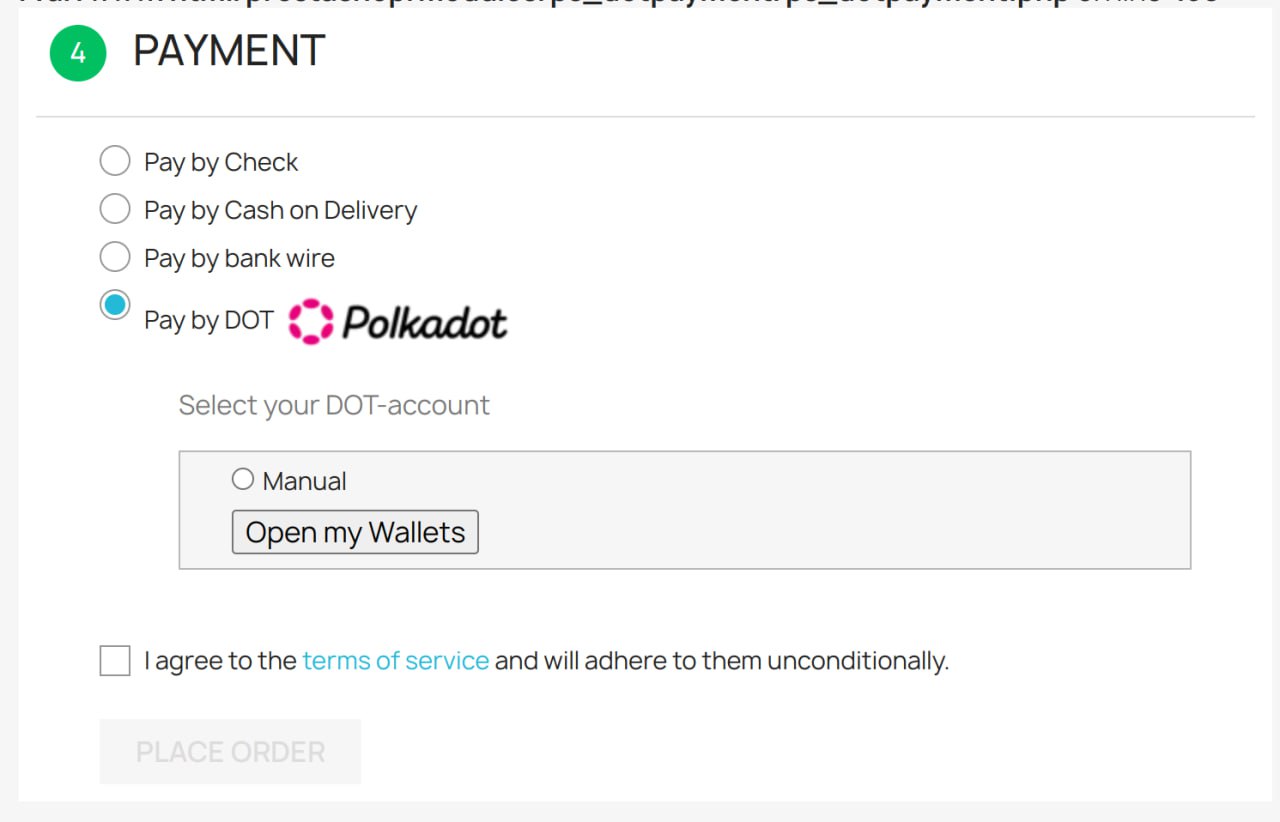 4 PAYMENT
Pay by Check
Pay by Cash on Delivery
Pay by bank wire
Pay by DOT Polkadot
Select your DOT-account
Manual
Open my Wallets
I agree to the terms of service and will adhere to them unconditionally.
PLACE ORDER